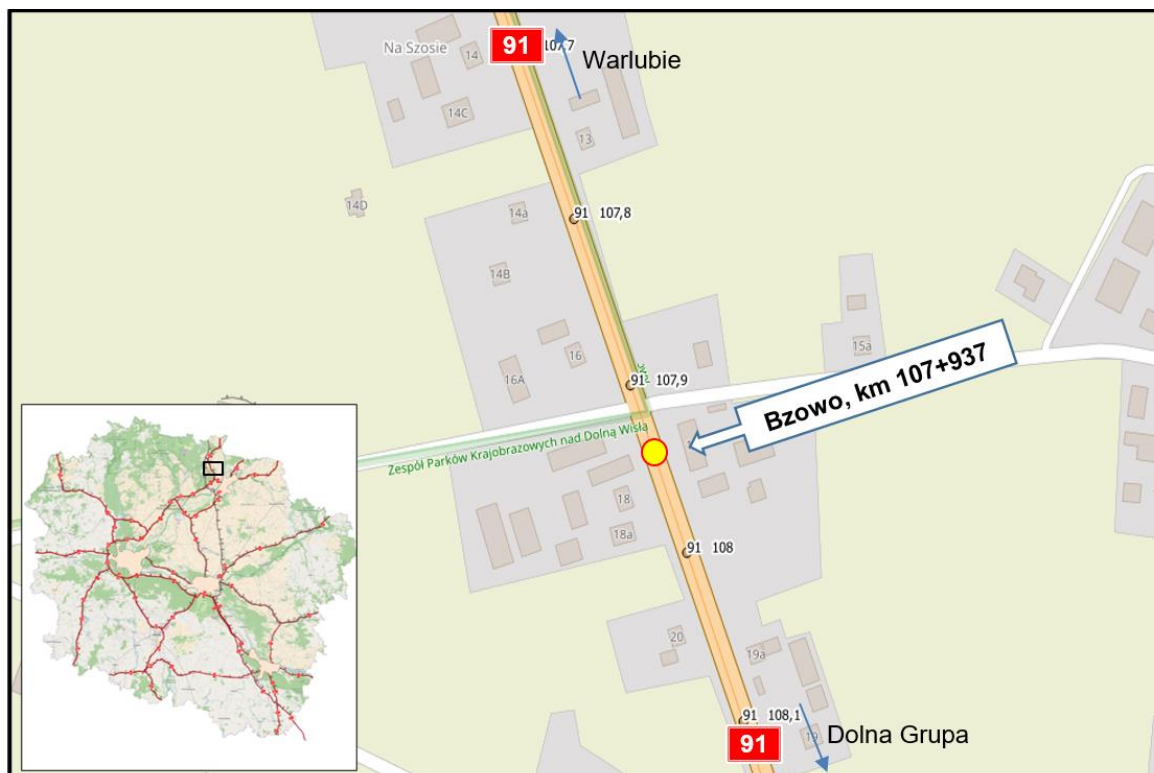 Na Szosie
14
91
107,7
Warlubie
14C
13
14D
14a
91 107,8
14B
16
15a
16A
91 107,9
Bzowo, km 107+937
Zespół Parków Krajobrazowych nad Dolną Wisłą
18
18a
91 108
20
19a
91 108,1
91
19
Dolna Grupa